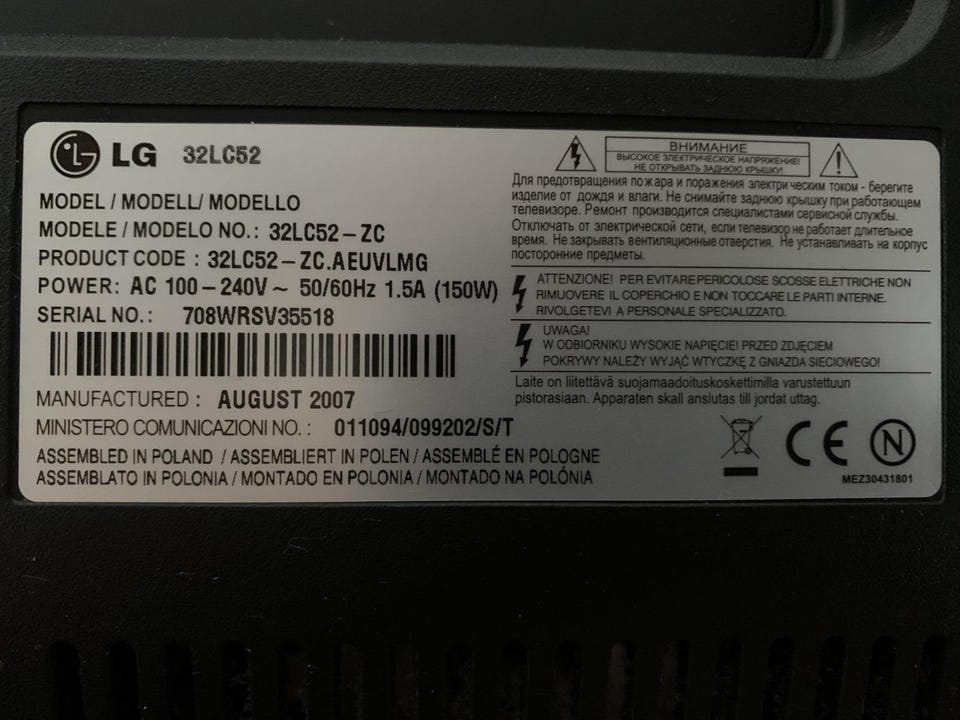 LG 32LC52
MODEL / MODELL/ MODELLO
MODELE / MODELO NO.: 32LC52-ZC
PRODUCT CODE : 32LC52-ZC.AEUVLMG
POWER: AC 100-240V ~ 50/60Hz 1.5A (150W)
SERIAL NO.: 708WRSV35518
MANUFACTURED : AUGUST 2007
MINISTERO COMUNICAZIONI NO. : 011094/099202/S/T
ASSEMBLED IN POLAND / ASSEMBLIERT IN POLEN / ASSEMBLÉ EN POLOGNE
ASSEMBLATO IN POLONIA / MONTADO EN POLONIA / MONTADO NA POLÓNIA
ВНИМАНИЕ
ВЫСОКОЕ ЭЛЕКТРИЧЕСКОЕ НАПРЯЖЕНИЕ!
НЕ ОТКРЫВАТЬ ЗАДНЮЮ КРЫШКУ!
Для предотвращения пожара и поражения электрическим током - берегите
изделие от дождя и влаги. Не снимайте заднюю крышку при работающем
телевизоре. Ремонт производится специалистами сервисной службы.
Отключать от электрической сети, если телевизор не работает длительное
время. Не закрывать вентиляционные отверстия. Не устанавливать на корпус
посторонние предметы.
ATTENZIONE! PER EVITARE PERICOLOSE SCOSSE ELETTRICHE NON
RIMUOVERE IL COPERCHIO E NON TOCCARE LE PARTI INTERNE.
RIVOLGETEVI A PERSONALE SPECIALIZZATO.
UWAGA!
W ODBIORNIKU WYSOKIE NAPIĘCIE! PRZED ZDJĘCIEM
POKRYWY NALEŻY WYJĄĆ WTYCZKĘ Z GNIAZDA SIECIOWEGO!
Laite on liitettävä suojamaadoituskoskettimilla varustettuun
pistorasiaan. Apparaten skall anslutas till jordat uttag.
CE N
MEZ30431801